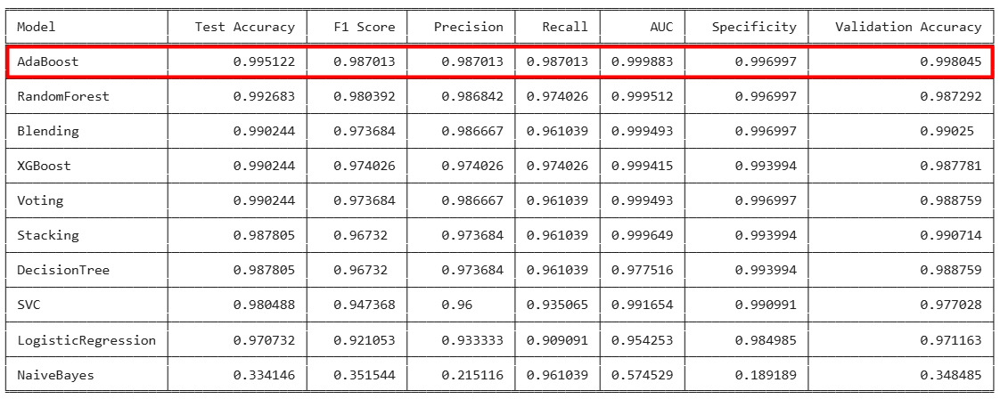 Model Test Accuracy F1 Score Precision Recall AUC Specificity Validation Accuracy
AdaBoost 0.995122 0.987013 0.987013 0.987013 0.999883 0.996997 0.998045
RandomForest 0.992683 0.980392 0.986842 0.974026 0.999512 0.996997 0.987292
Blending 0.990244 0.973684 0.986667 0.961039 0.999493 0.996997 0.99025
XGBoost 0.990244 0.974026 0.974026 0.974026 0.999415 0.993994 0.987781
Voting 0.990244 0.973684 0.986667 0.961039 0.999493 0.996997 0.988759
Stacking 0.987805 0.96732 0.973684 0.961039 0.999649 0.993994 0.990714
DecisionTree 0.987805 0.96732 0.973684 0.961039 0.977516 0.993994 0.988759
SVC 0.980488 0.947368 0.96 0.935065 0.991654 0.990991 0.977028
LogisticRegression 0.970732 0.921053 0.933333 0.909091 0.954253 0.984985 0.971163
NaiveBayes 0.334146 0.351544 0.215116 0.961039 0.574529 0.189189 0.348485